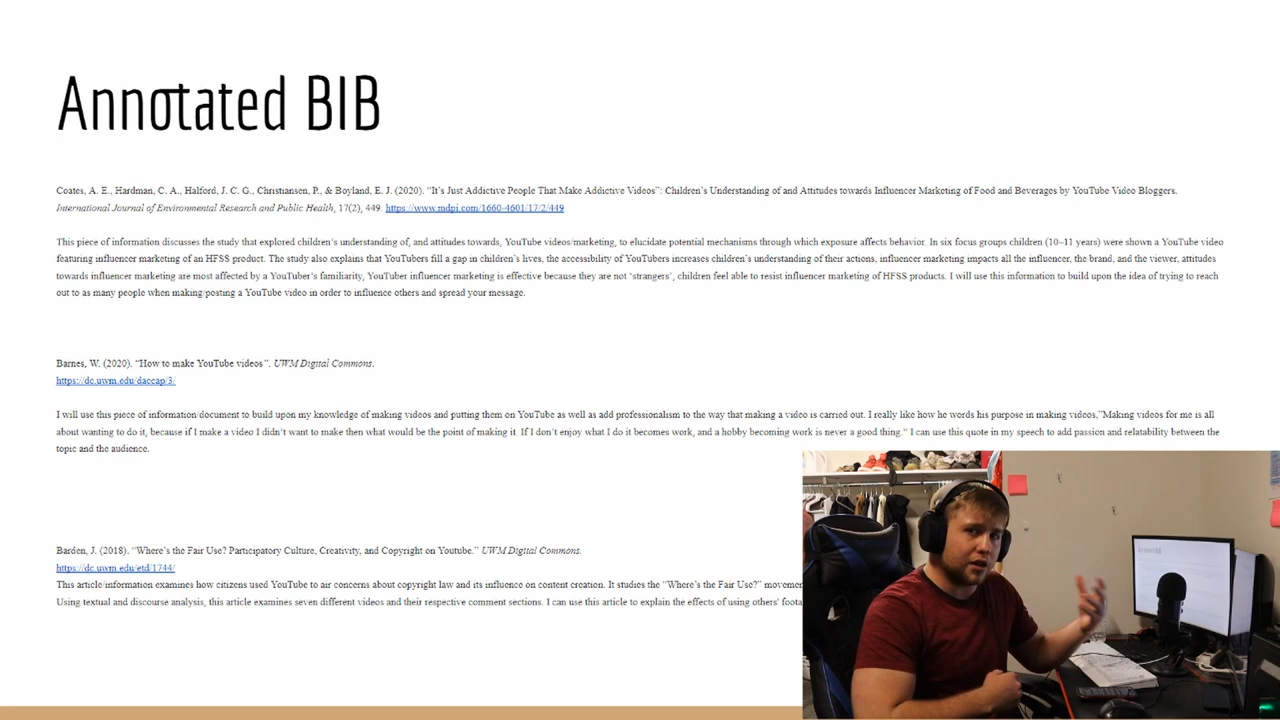 Annotated BIB
Coates, A. E., Hardman, C. A., Halford, J. C. G., Christiansen, P., & Boyland, E. J. (2020). “It’s Just Addictive People That Make Addictive Videos”: Children’s Understanding of and Attitudes towards Influencer Marketing of Food and Beverages by YouTube Video Bloggers.
International Journal of Environmental Research and Public Health, 17(2), 449. https://www.mdpi.com/1660-4601/17/2/449
This piece of information discusses the study that explored children’s understanding of, and attitudes towards, YouTube videos/marketing, to elucidate potential mechanisms through which exposure affects behavior. In six focus groups children (10–11 years) were shown a YouTube video
featuring influencer marketing of an HFSS product. The study also explains that YouTubers fill a gap in children’s lives, the accessibility of YouTubers increases children’s understanding of their actions, influencer marketing impacts all the influencer, the brand, and the viewer, attitudes
towards influencer marketing are most affected by a YouTuber’s familiarity, YouTuber influencer marketing is effective because they are not ‘strangers’, children feel able to resist influencer marketing of HFSS products. I will use this information to build upon the idea of trying to reach
out to as many people when making/posting a YouTube video in order to influence others and spread your message.
Barnes, W. (2020). “How to make YouTube videos”. UWM Digital Commons.
https://dc.uwm.edu/daccap/3/
I will use this piece of information/document to build upon my knowledge of making videos and putting them on YouTube as well as add professionalism to the way that making a video is carried out. I really like how he words his purpose in making videos,”Making videos for me is all
about wanting to do it, because if I make a video I didn’t want to make then what would be the point of making it. If I don’t enjoy what I do it becomes work, and a hobby becoming work is never a good thing.” I can use this quote in my speech to add passion and relatability between the
topic and the audience.
Barden, J. (2018). “Where’s the Fair Use? Participatory Culture, Creativity, and Copyright on Youtube.” UWM Digital Commons.
https://dc.uwm.edu/etd/1744/
This article/information examines how citizens used YouTube to air concerns about copyright law and its influence on content creation. It studies the “Where’s the Fair Use?”
Using textual and discourse analysis, this article examines seven different videos and their respective comment sections. I can use this article to explain the effects of using others’